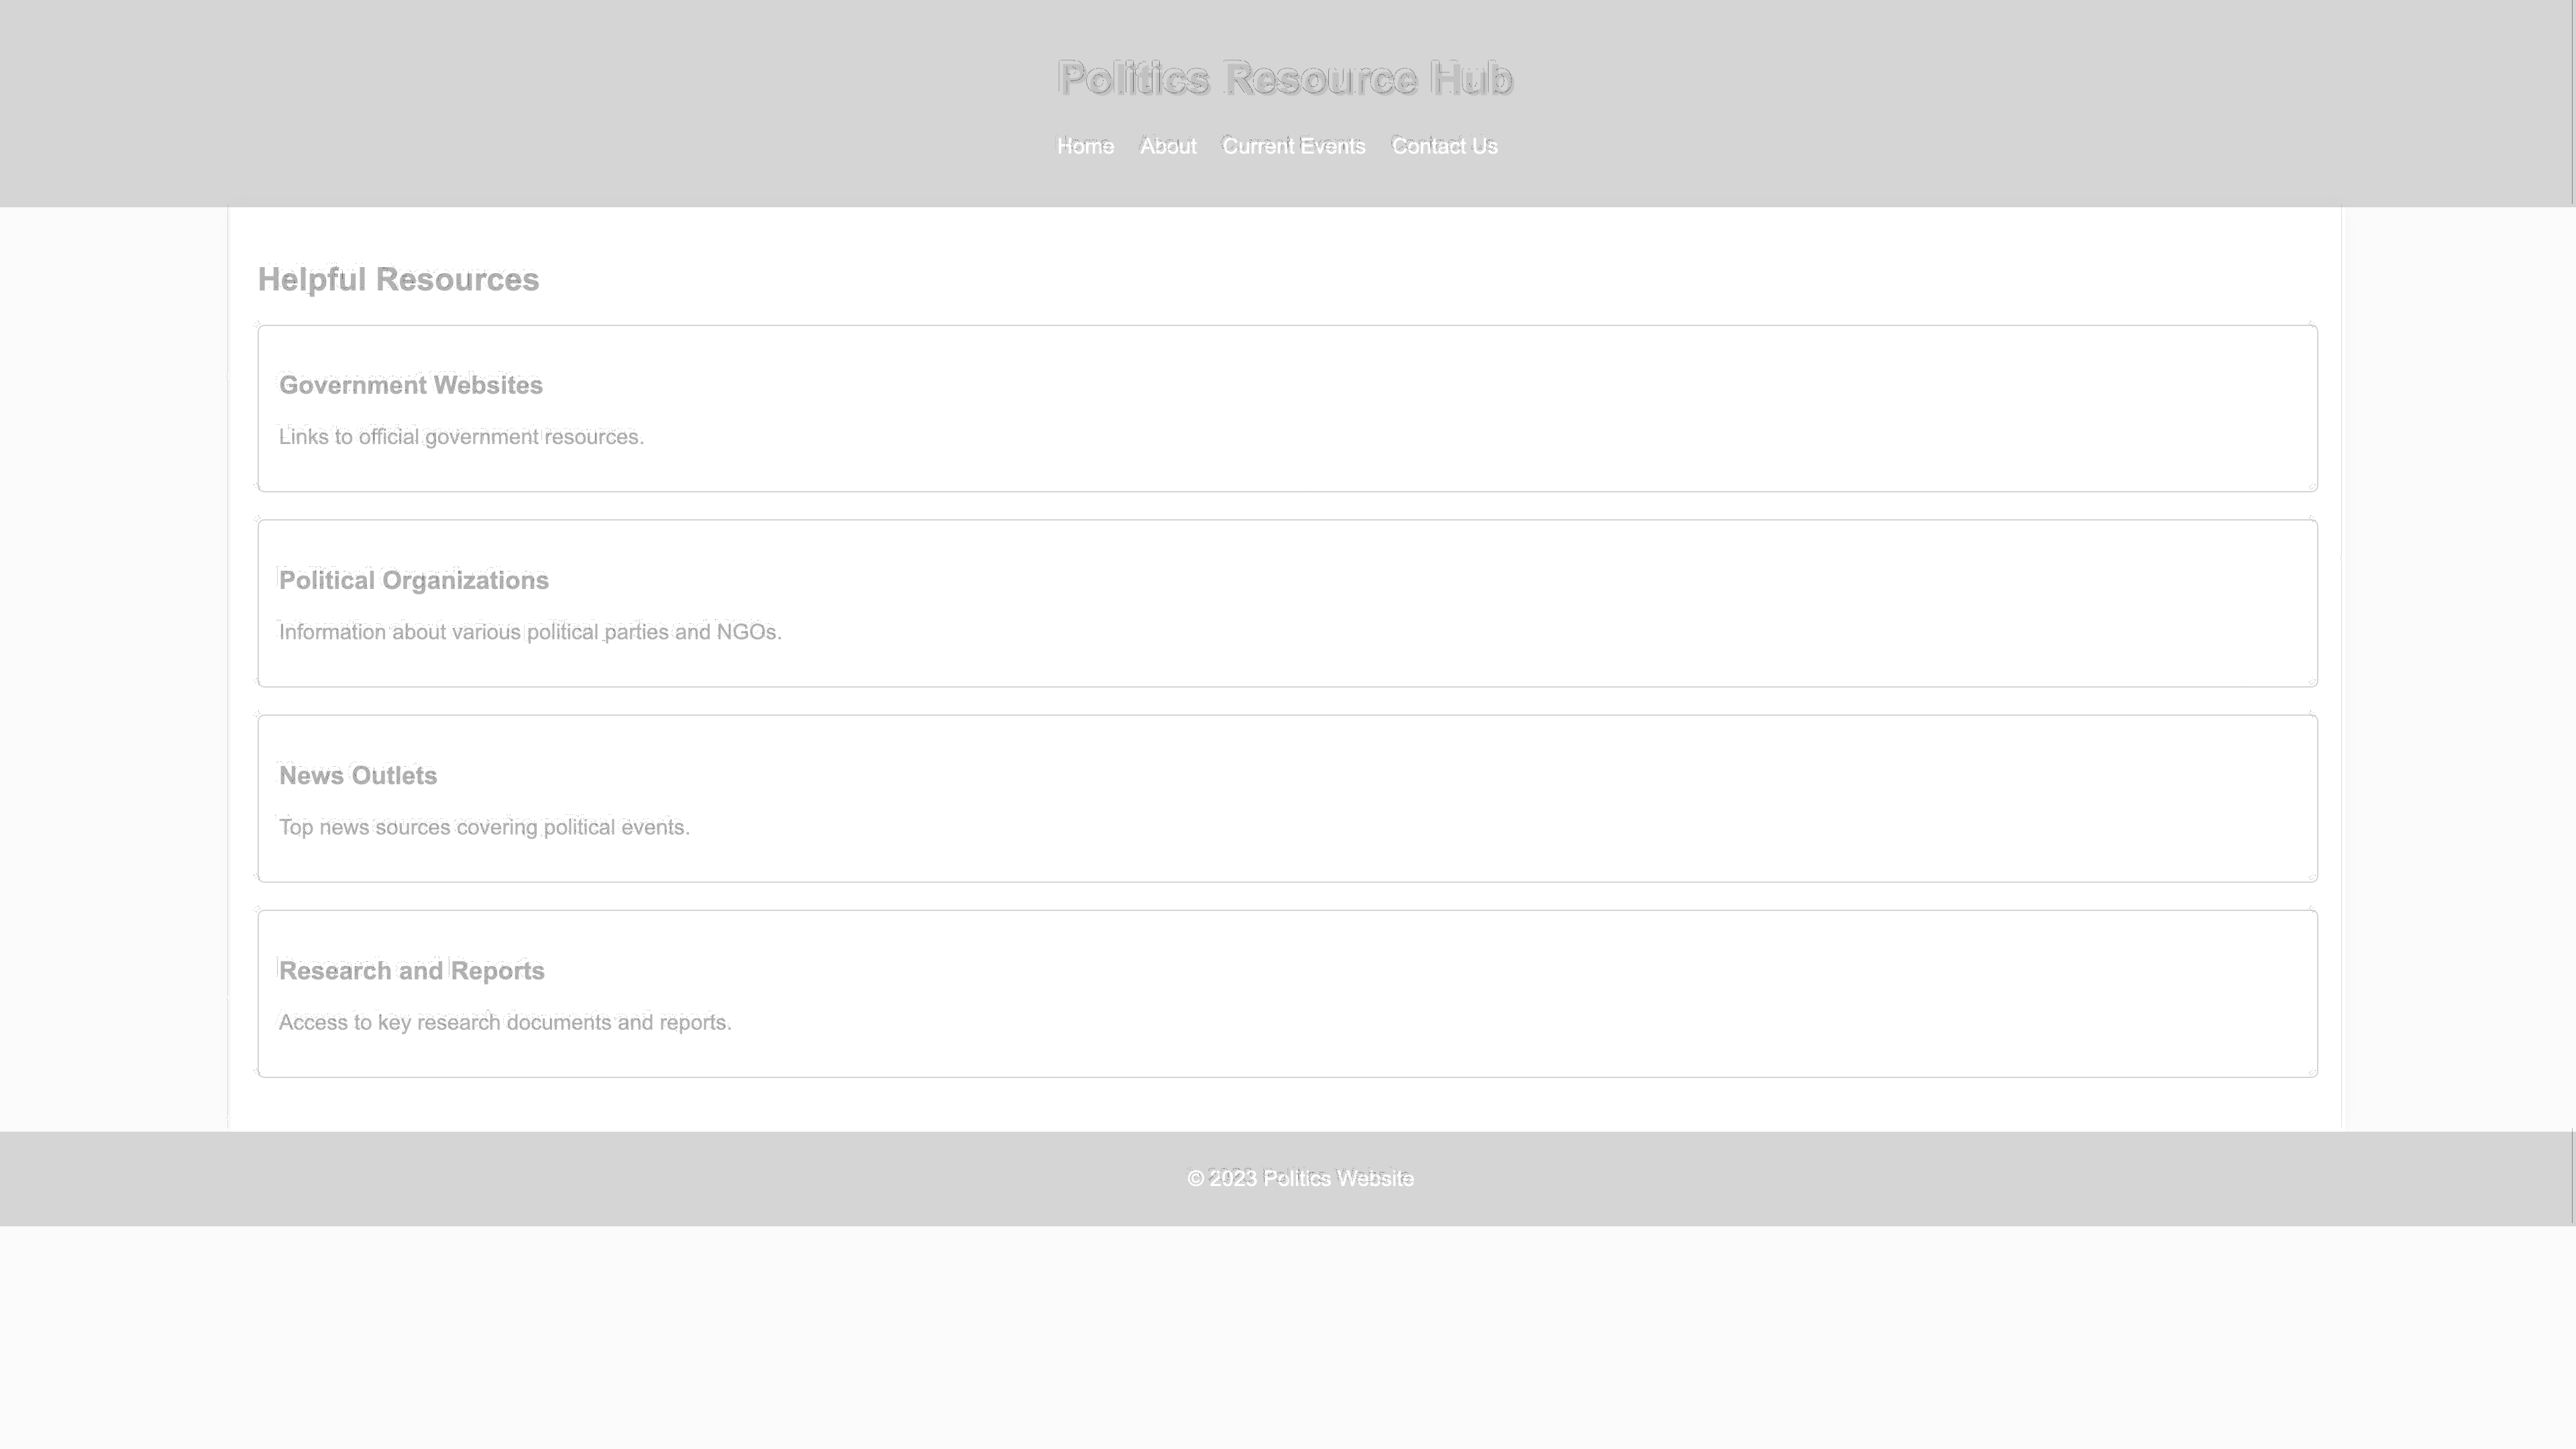 Politics Resource Hub
Home About Current Events Contact Us
Helpful Resources
Government Websites
Links to official government resources.
Political Organizations
Information about various political parties and NGOs.
News Outlets
Top news sources covering political events.
Research and Reports
Access to key research documents and reports.
© 2023 Politics Website